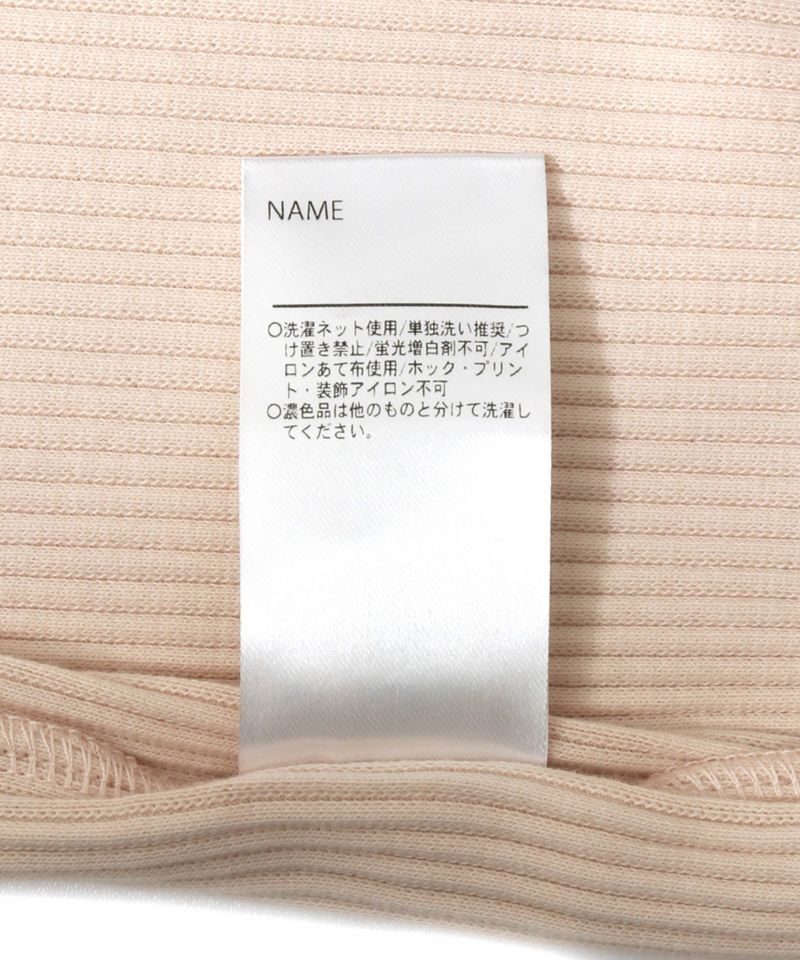 NAME
○洗濯ネット使用/単独洗い推奨/つ
け置き禁止/蛍光増白剤不可/アイ
ロンあて布使用/ホック・プリン
ト・装飾アイロン不可
○濃色品は他のものと分けて洗濯し
てください。